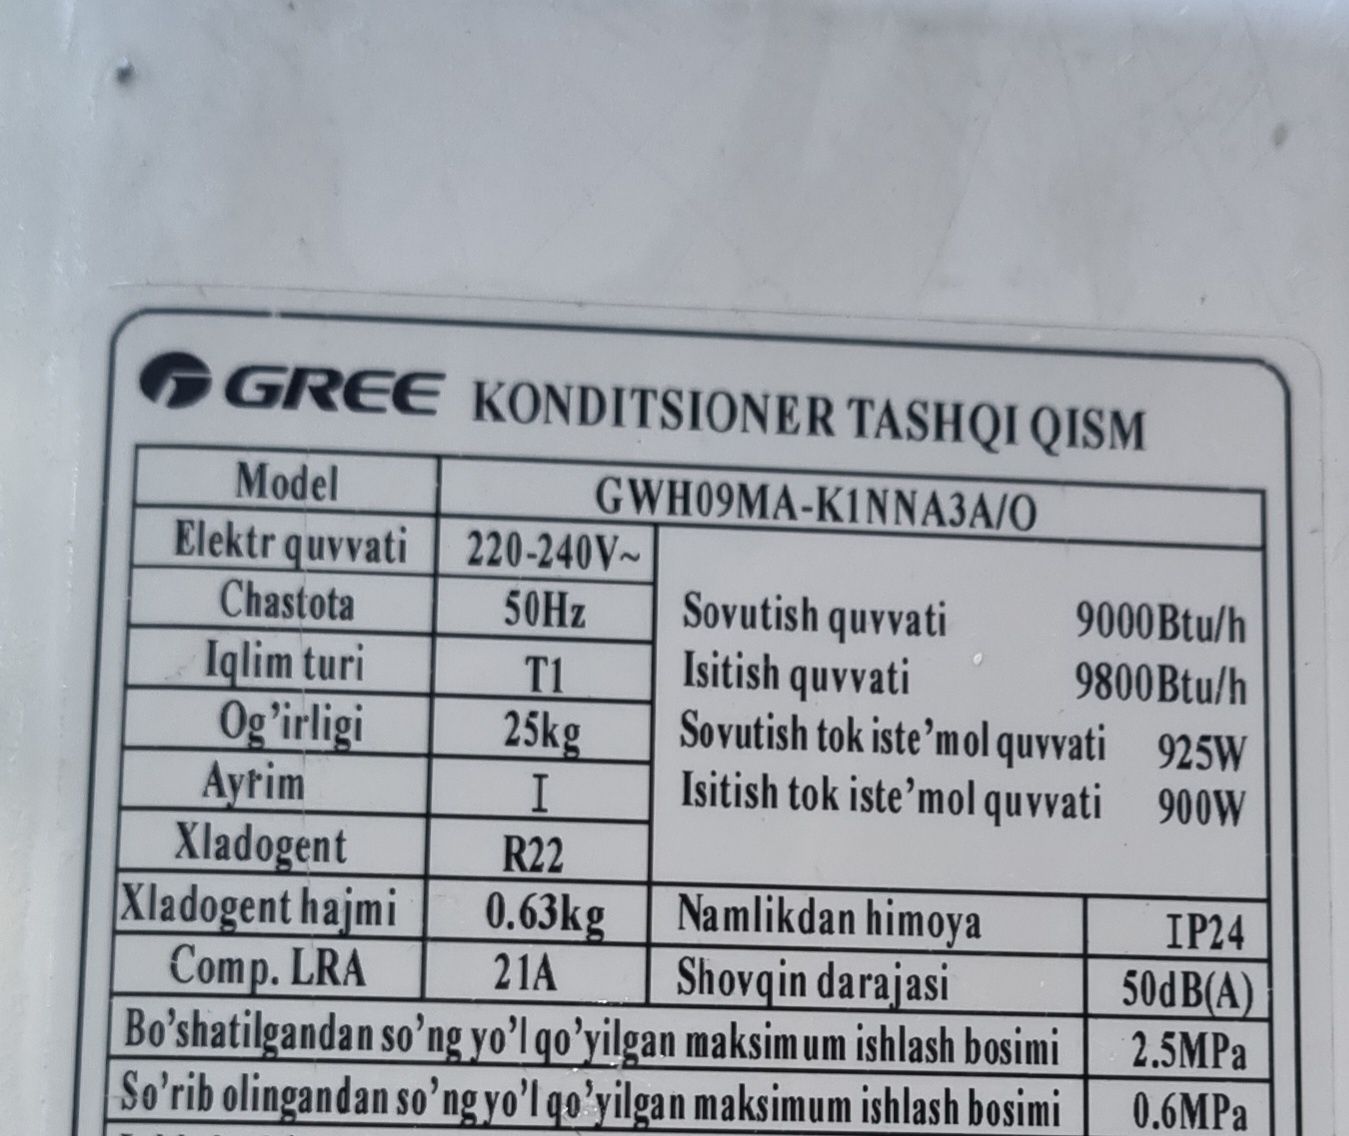 GREE KONDITSIONER TASHQI QISM
Model GWH09MA-K1NNA3A/O
Elektr quvvati 220-240V~
Chastota 50Hz
Iqlim turi T1
Og'irligi 25kg
Ayrim I
Xladogent R22
Xladogent hajmi 0.63kg
Comp. LRA 21A
Sovutish quvvati 9000Btu/h
Isitish quvvati 9800Btu/h
Sovutish tok iste'mol quvvati 925W
Isitish tok iste'mol quvvati 900W
Namlikdan himoya IP24
Shovqin darajasi 50dB(A)
Bo'shatilgandan so'ng yo'l qo'yilgan maksimum ishlash bosimi 2.5MPa
So'rib olingandan so'ng yo'l qo'yilgan maksimum ishlash bosimi 0.6MPa